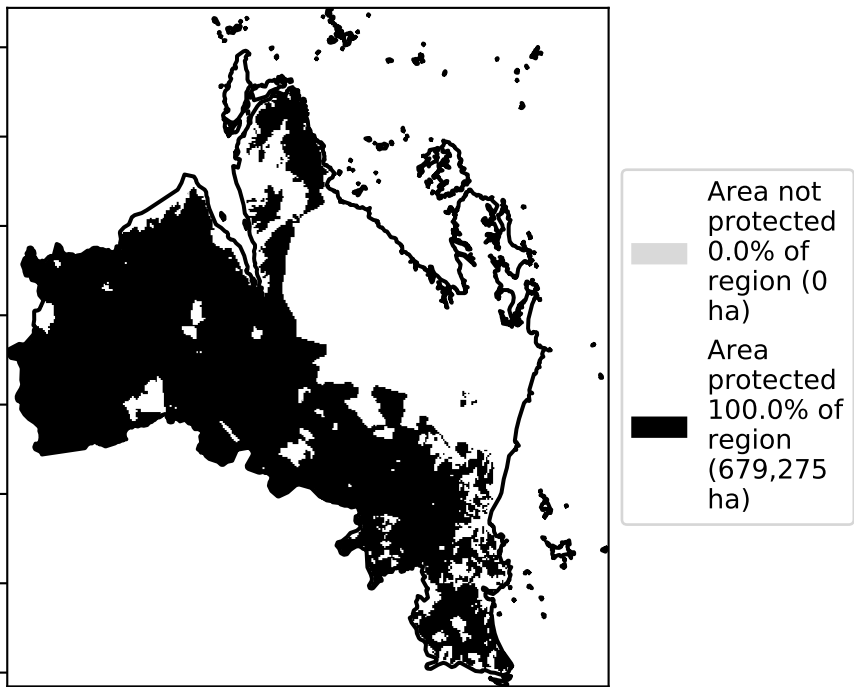 Area not
protected
0.0% of
region (0
ha)
Area
protected
100.0% of
region
(679,275
ha)